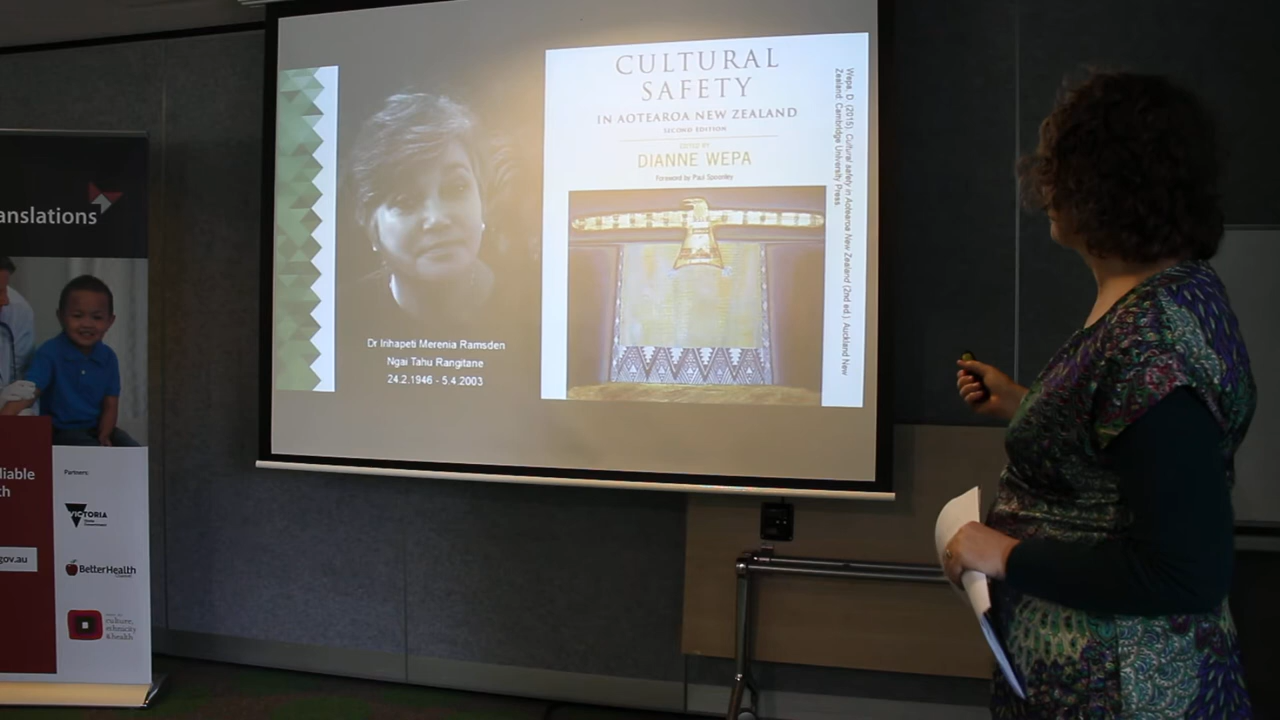 anslations
liable
th
gov.au
Partners:
VICTORIA
BetterHealth
culture,
ethnicity
&health
Dr Irihapeti Merenia Ramsden
Ngai Tahu Rangitane
24.2.1946 - 5.4.2003
CULTURAL
SAFETY
IN AOTEAROA NEW ZEALAND
SECOND EDITION
EDITED BY
DIANNE WEPA
Foreword by Paul Spoonley
Wepa, D. (2015). Cultural safety in Aotearoa New Zealand (2nd ed.). Auckland New
Zealand: Cambridge University Press.